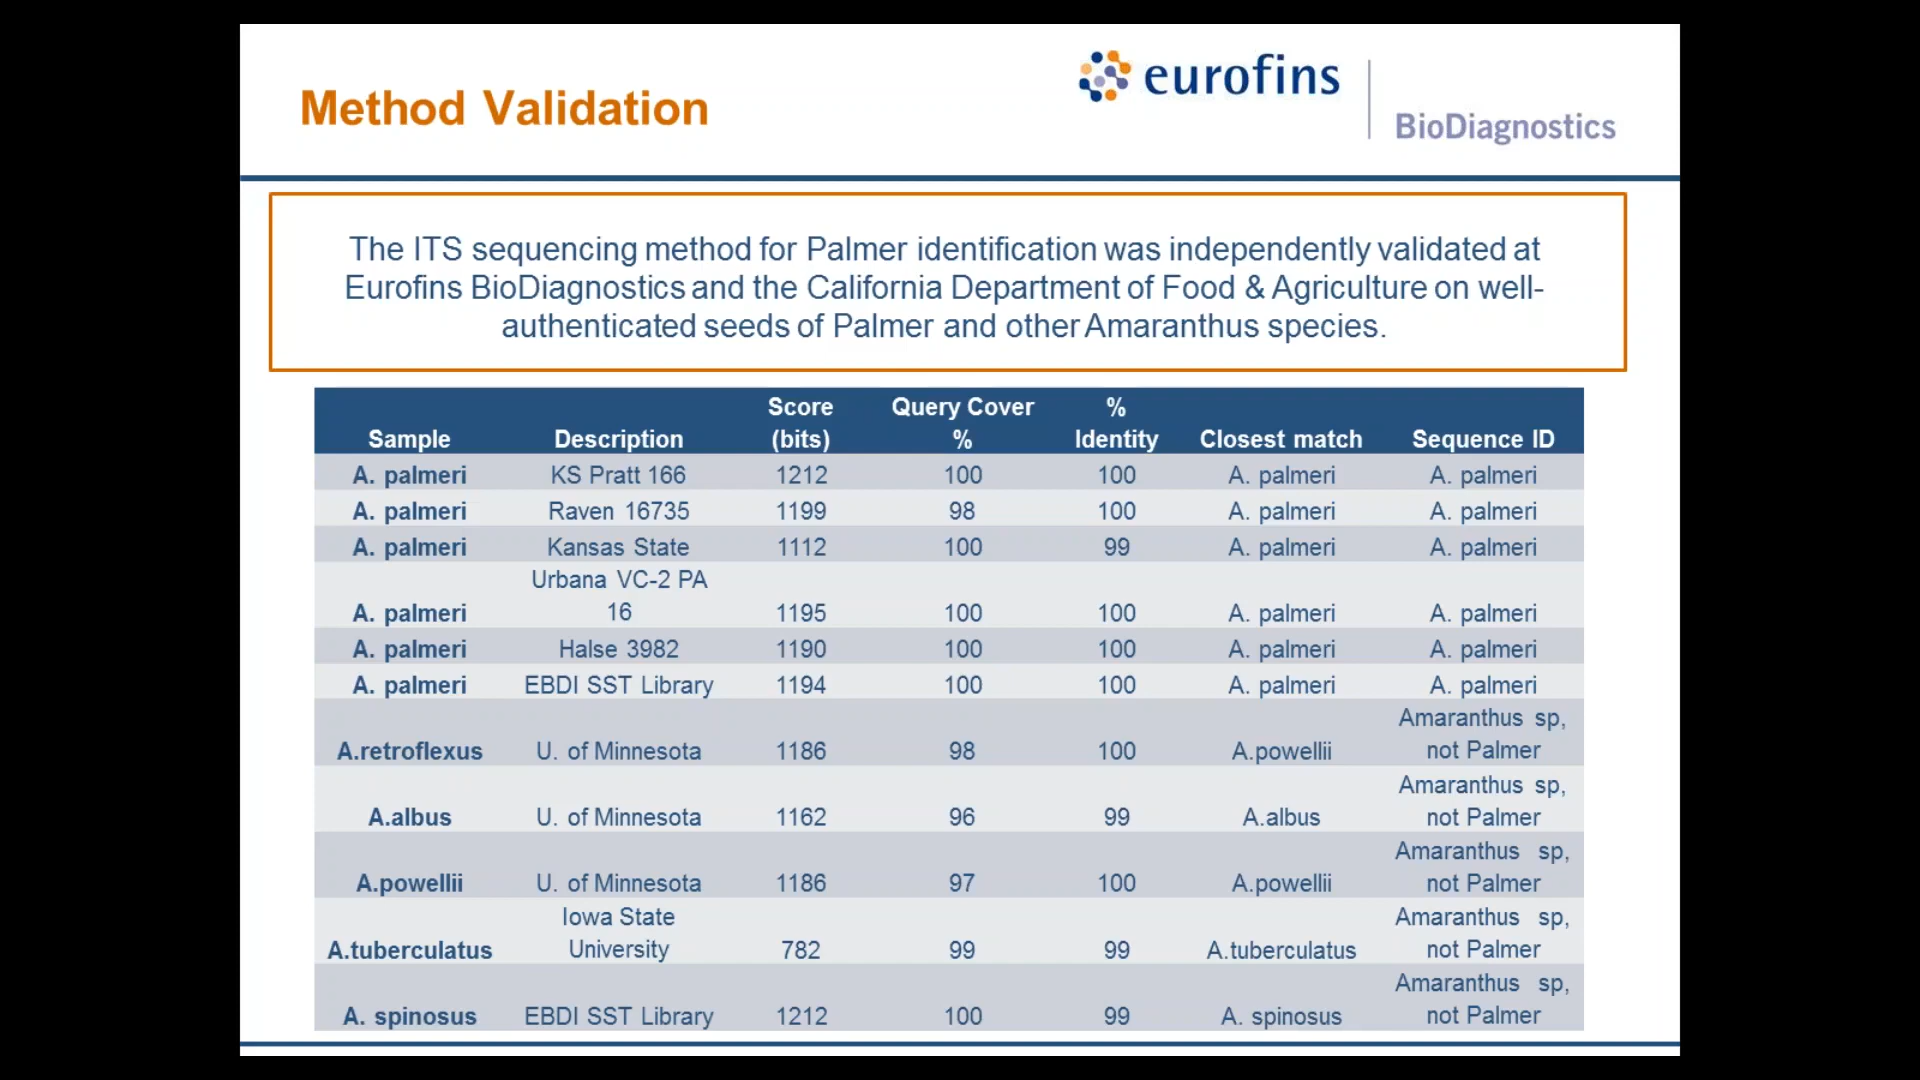 Method Validation
eurofins
BioDiagnostics
The ITS sequencing method for Palmer identification was independently validated at
Eurofins BioDiagnostics and the California Department of Food & Agriculture on well-
authenticated seeds of Palmer and other Amaranthus species.
Sample Description Score (bits) Query Cover % % Identity Closest match Sequence ID
A. palmeri KS Pratt 166 1212 100 100 A. palmeri A. palmeri
A. palmeri Raven 16735 1199 98 100 A. palmeri A. palmeri
A. palmeri Kansas State 1112 100 99 A. palmeri A. palmeri
A. palmeri Urbana VC-2 PA 16 1195 100 100 A. palmeri A. palmeri
A. palmeri Halse 3982 1190 100 100 A. palmeri A. palmeri
A. palmeri EBDI SST Library 1194 100 100 A. palmeri A. palmeri
A.retroflexus U. of Minnesota 1186 98 100 A.powellii Amaranthus sp, not Palmer
A.albus U. of Minnesota 1162 96 99 A.albus Amaranthus sp, not Palmer
A.powellii U. of Minnesota 1186 97 100 A.powellii Amaranthus sp, not Palmer
A.tuberculatus Iowa State University 782 99 99 A.tuberculatus Amaranthus sp, not Palmer
A. spinosus EBDI SST Library 1212 100 99 A. spinosus Amaranthus sp, not Palmer